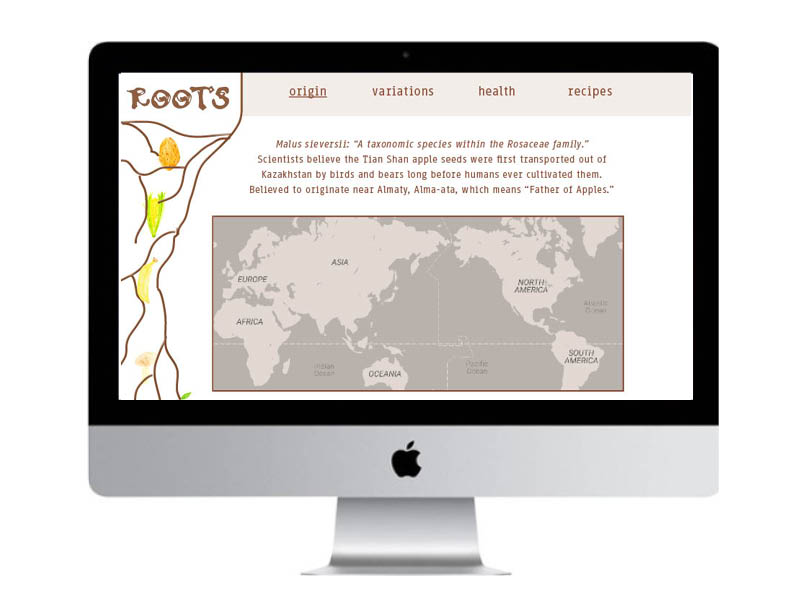 ROOTS
origin variations health recipes
Malus sieversii: “A taxonomic species within the Rosaceae family.”
Scientists believe the Tian Shan apple seeds were first transported out of
Kazakhstan by birds and bears long before humans ever cultivated them.
Believed to originate near Almaty, Alma-ata, which means “Father of Apples.”
ASIA
EUROPE
NORTH
AMERICA
Atlantic
Ocean
AFRICA
SOUTH
AMERICA
Indian
Ocean
Pacific
Ocean
OCEANIA